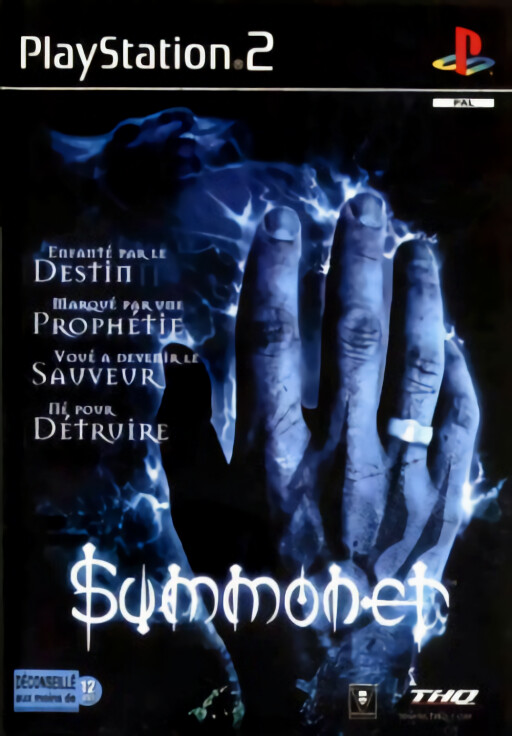 PlayStation.2
PAL
Enfanté par le
Destin
Marqué par une
Prophétie
Voué a devenir le
Sauveur
Né pour
Détruire
Summoner
DÉCONSEILLÉ
aux moins de 12
THQ